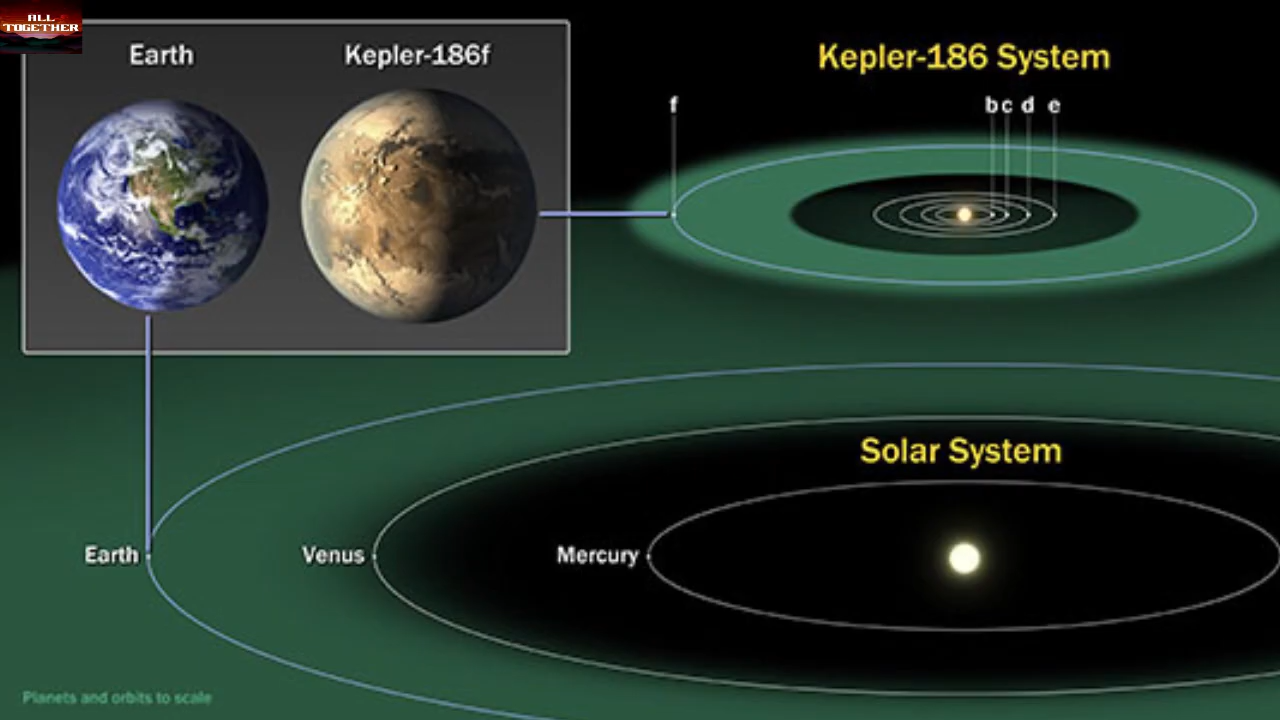 ALL
TOGETHER
Earth
Kepler-186f
Kepler-186 System
f
b c d e
Solar System
Earth
Venus
Mercury
Planets and orbits to scale